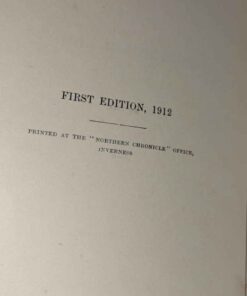 FIRST EDITION, 1912
PRINTED AT THE "NORTHERN CHRONICLE" OFFICE,
INVERNESS